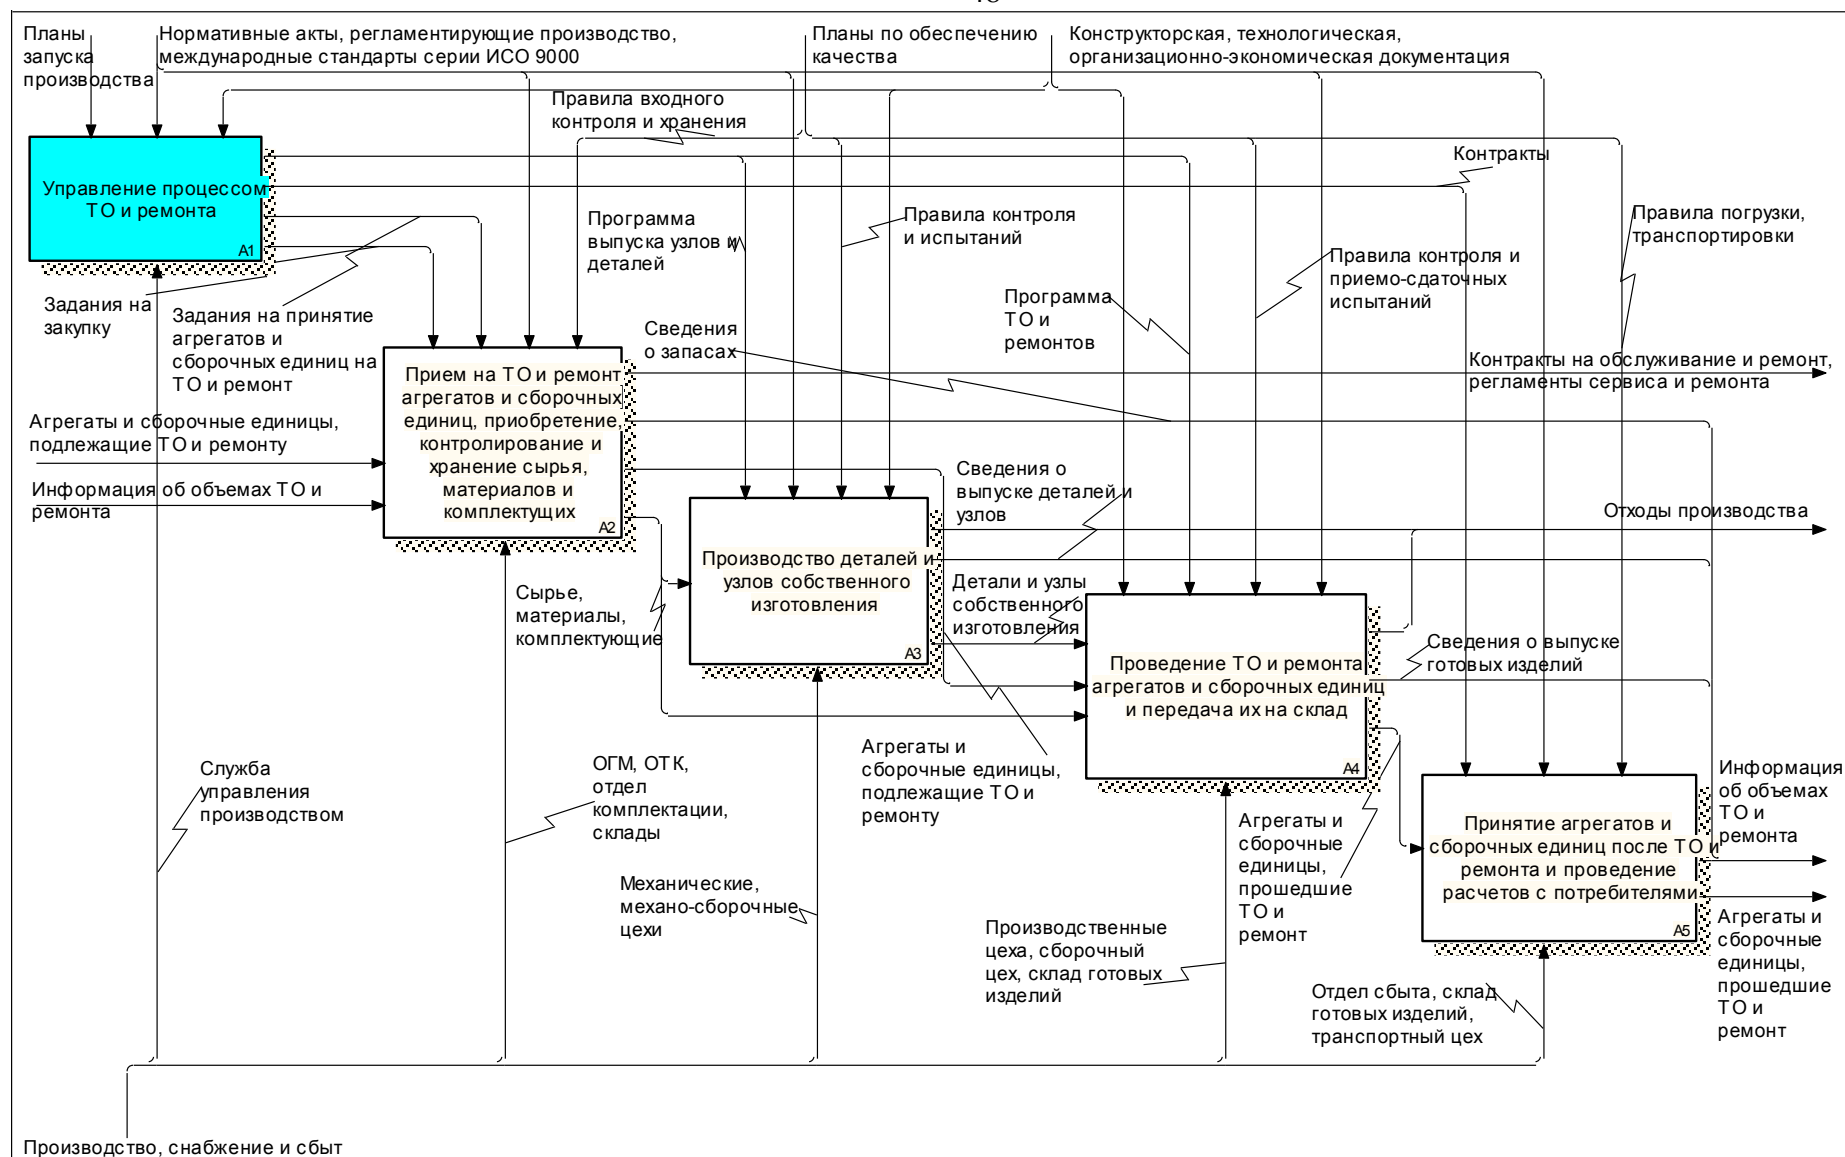 Планы
запуска
производства
Нормативные акты, регламентирующие производство,
международные стандарты серии ИСО 9000
Планы по обеспечению
качества
Конструкторская, технологическая,
организационно-экономическая документация
Правила входного
контроля и хранения
Контракты
Управление процессом
ТО и ремонта
A1
Программа
выпуска узлов и
деталей
Правила контроля
и испытаний
Правила погрузки,
транспортировки
Правила контроля и
приемо-сдаточных
испытаний
Задания на
закупку
Задания на принятие
агрегатов и
сборочных единиц на
ТО и ремонт
Программа
ТО и
ремонтов
Сведения
о запасах
Контракты на обслуживание и ремонт,
регламенты сервиса и ремонта
Прием на ТО и ремонт
агрегатов и сборочных
единиц, приобретение,
контролирование и
хранение сырья,
материалов и
комплектущих
A2
Агрегаты и сборочные единицы,
подлежащие ТО и ремонту
Информация об объемах ТО и
ремонта
Сведения о
выпуске деталей и
узлов
Отходы производства
Производство деталей и
узлов собственного
изготовления
A3
Сырье,
материалы,
комплектующие
Детали и узлы
собственного
изготовления
Сведения о выпуске
готовых изделий
Проведение ТО и ремонта
агрегатов и сборочных единиц
и передача их на склад
A4
Служба
управления
производством
ОГМ, ОТК,
отдел
комплектации,
склады
Агрегаты и
сборочные единицы,
подлежащие ТО и
ремонту
Информация
об объемах
ТО и
ремонта
Агрегаты и
сборочные
единицы,
прошедшие
ТО и
ремонт
Принятие агрегатов и
сборочных единиц после ТО и
ремонта и проведение
расчетов с потребителями
A5
Механические,
механо-сборочные
цехи
Производственные
цеха, сборочный
цех, склад готовых
изделий
Агрегаты и
сборочные
единицы,
прошедшие
ТО и
ремонт
Отдел сбыта, склад
готовых изделий,
транспортный цех
Производство, снабжение и сбыт